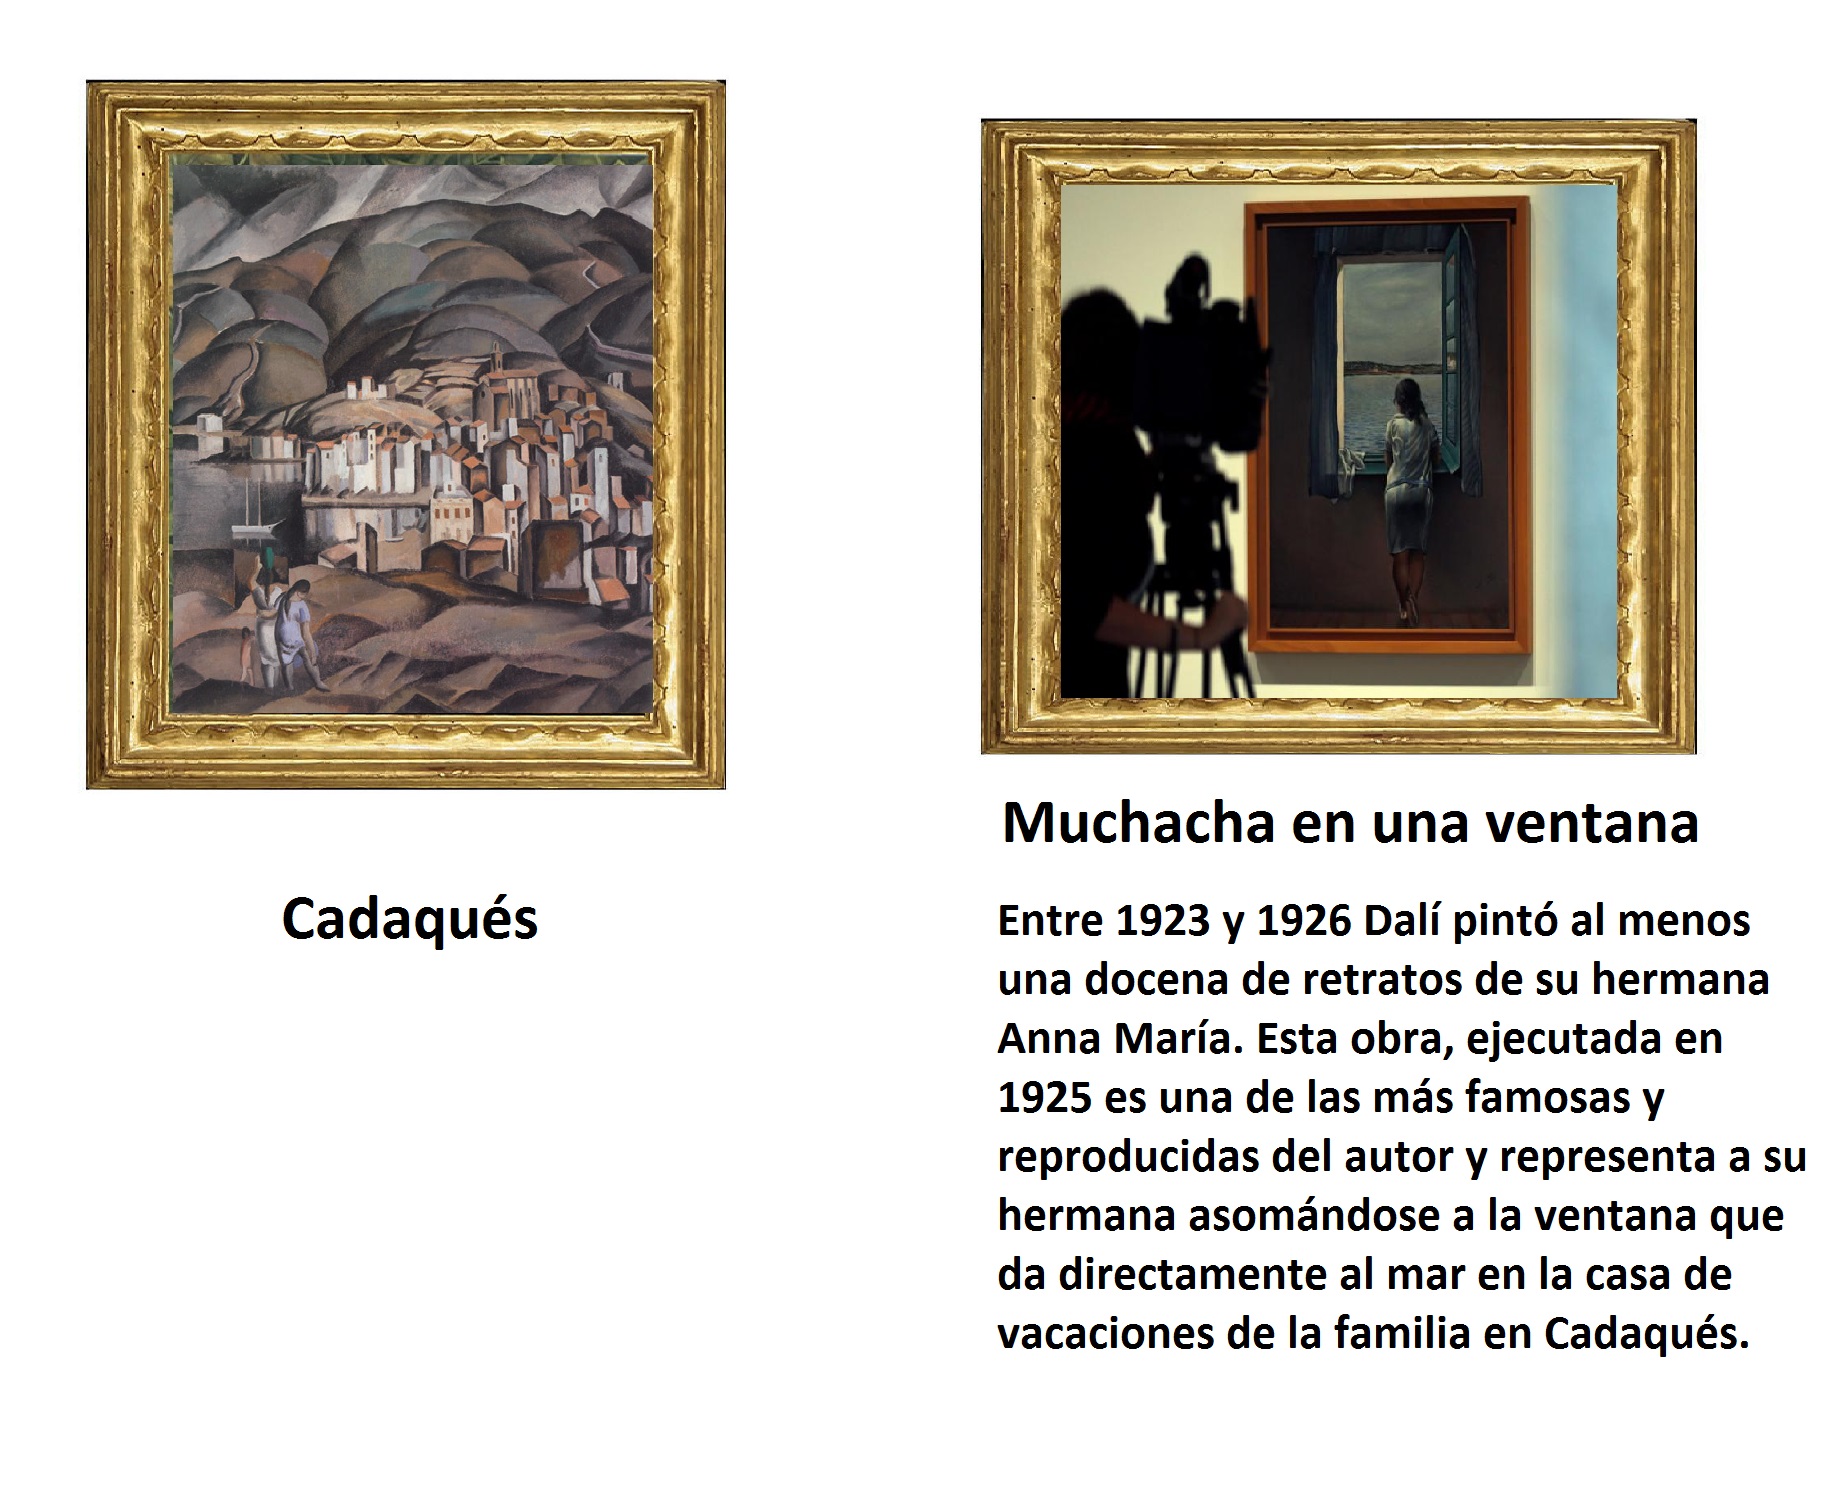 Cadaqués
Muchacha en una ventana
Entre 1923 y 1926 Dalí pintó al menos
una docena de retratos de su hermana
Anna María. Esta obra, ejecutada en
1925 es una de las más famosas y
reproducidas del autor y representa a su
hermana asomándose a la ventana que
da directamente al mar en la casa de
vacaciones de la familia en Cadaqués.